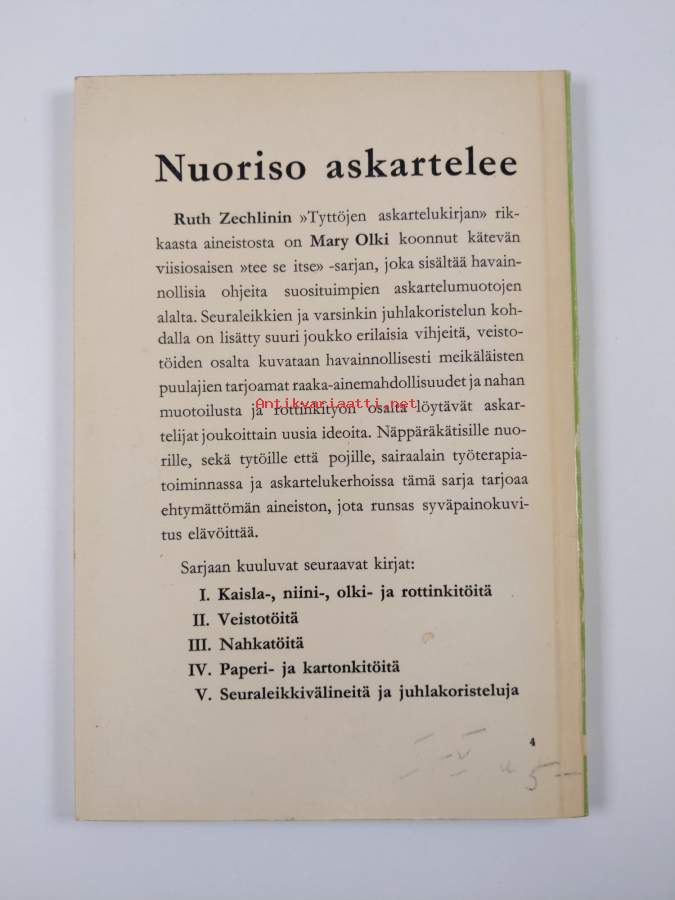 Nuoriso askartelee
Ruth Zechlinin »Tyttöjen askartelukirjan» rik-
kaasta aineistosta on Mary Olki koonnut kätevän
viisiosaisen »tee se itse» -sarjan, joka sisältää havain-
nollisia ohjeita suosituimpien askartelumuotojen
alalta. Seuraleikkien ja varsinkin juhlakoristelun koh-
dalla on lisätty suuri joukko erilaisia vihjeitä, veisto-
töiden osalta kuvataan havainnollisesti meikäläisten
puulajien tarjoamat raaka-ainemahdollisuudet ja nahan
Antikvariaatti.net
muotoilusta ja rottinkityön osalta löytävät askar-
telijat joukoittain uusia ideoita. Näppäräkätisille nuo-
rille, sekä tytöille että pojille, sairaalain työterapia-
toiminnassa ja askartelukerhoissa tämä sarja tarjoaa
ehtymättömän aineiston, jota runsas syväpainokuvi-
tus elävöittää.
Sarjaan kuuluvat seuraavat kirjat:
I. Kaisla-, niini-, olki- ja rottinkitöitä
II. Veistotöitä
III. Nahkatöitä
IV. Paperi- ja kartonkitöitä
V. Seuraleikkivälineitä ja juhlakoristeluja
4
5-